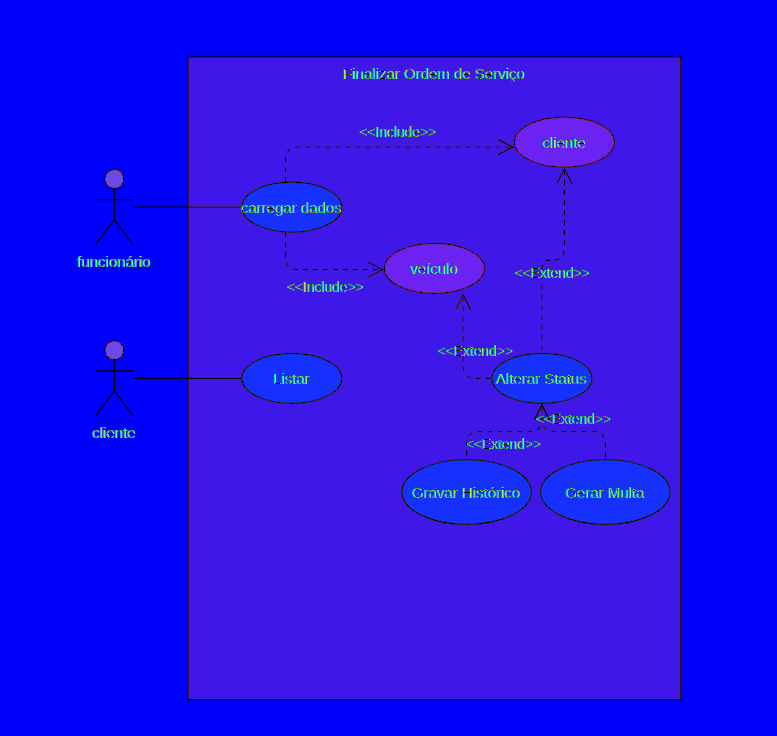 Finalizar Ordem de Serviço
<<Include>>
cliente
carregar dados
funcionário
veículo
<<Extend>>
<<Include>>
<<Extend>>
Listar
Alterar Status
cliente
<<Extend>>
<<Extend>>
Gravar Histórico
Gerar Multa